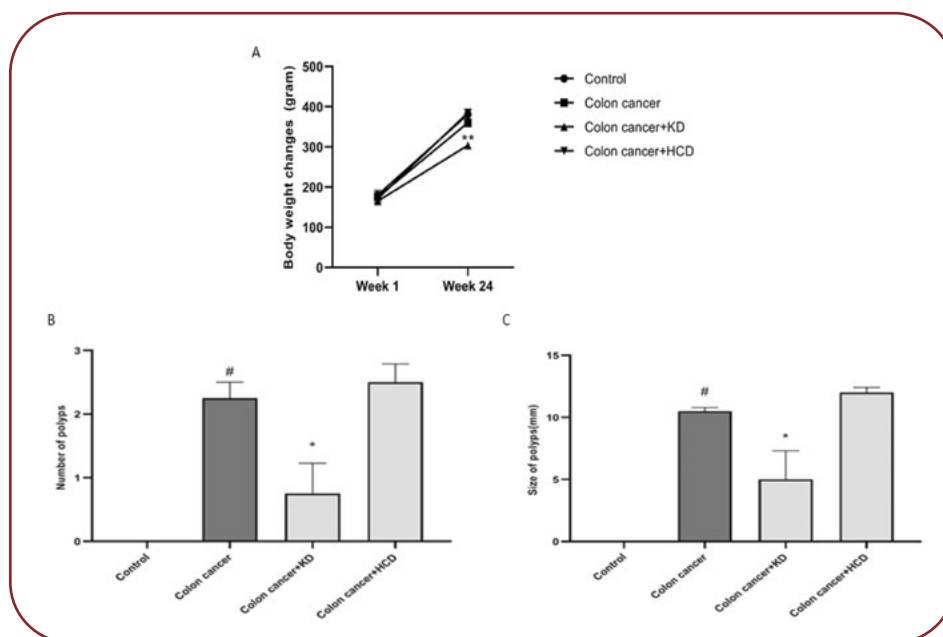 A
Body weight changes (gram)
500
400
300
200
100
0
**
Week 1
Week 24
Control
Colon cancer
Colon cancer+KD
Colon cancer+HCD
B
Number of polyps
3
2
1
0
#
*
Control
Colon cancer
Colon cancer+KD
Colon cancer+HCD
C
Size of polyps(mm)
15
10
5
0
#
*
Control
Colon cancer
Colon cancer+KD
Colon cancer+HCD